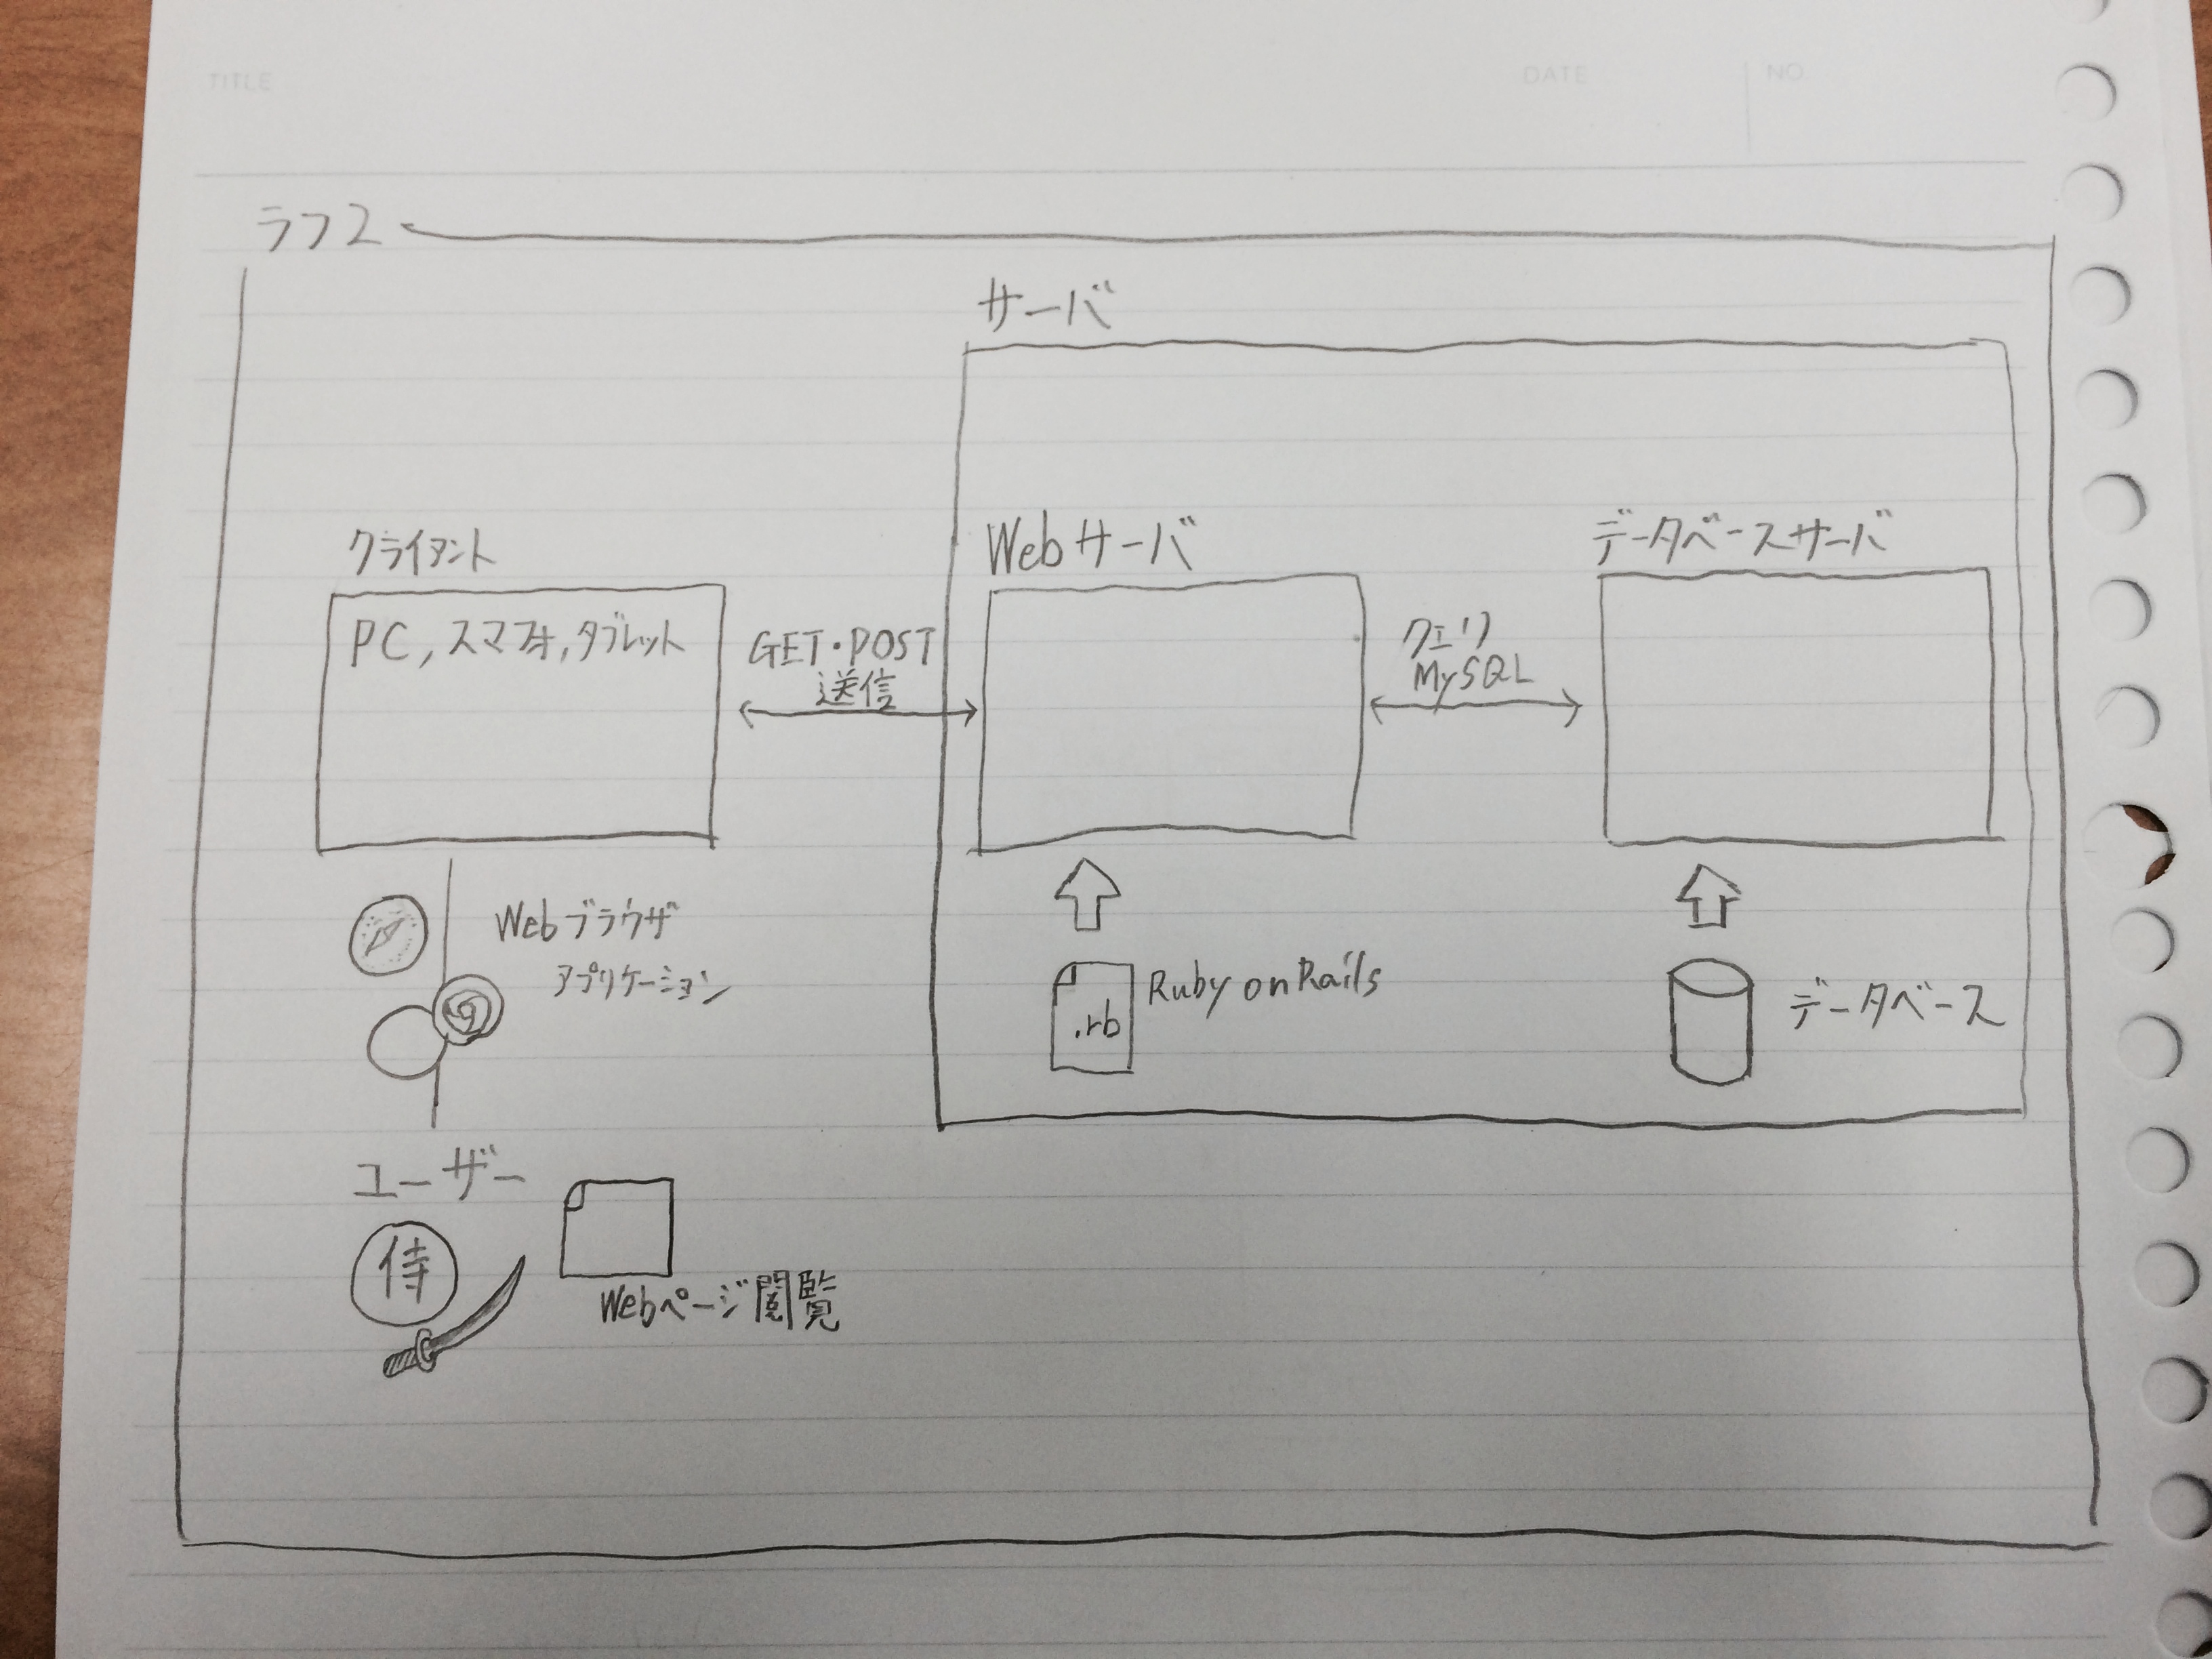 TITLE
DATE
NO.
ラフ2
サーバ
クライアント
Webサーバ
データベースサーバ
PC, スマフォ, タブレット
GET・POST
送信
クエリ
MySQL
Webブラウザ
アプリケーション
.rb
Ruby on Rails
データベース
ユーザー
侍
Webページ閲覧